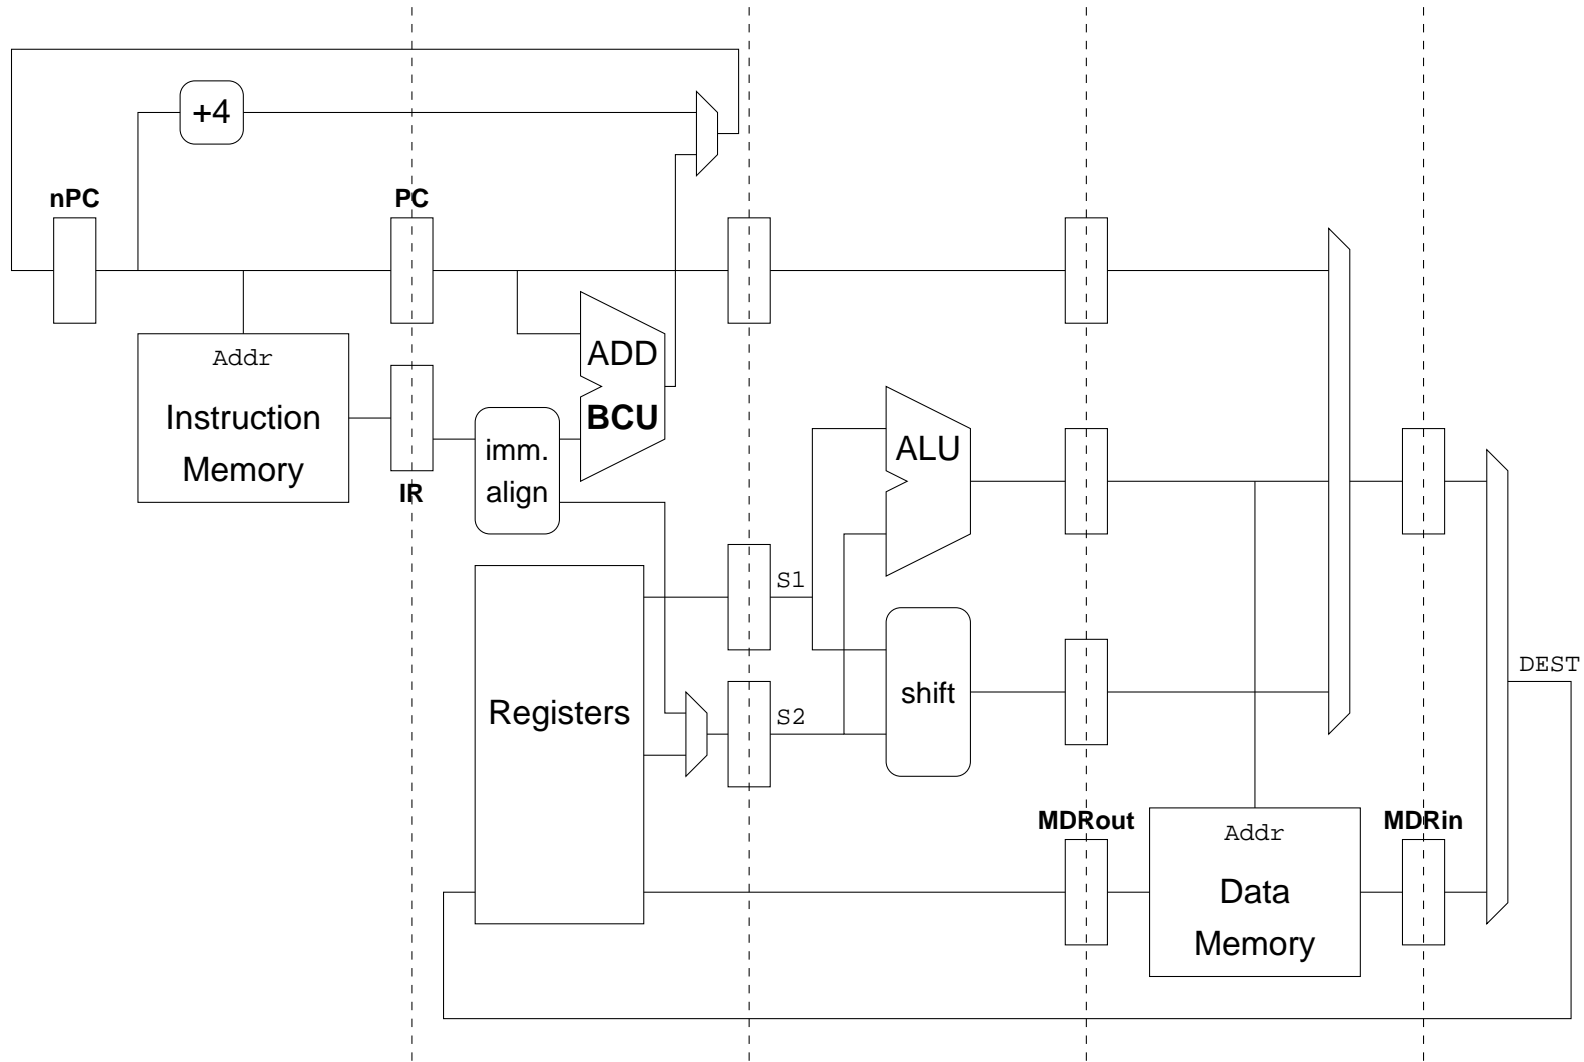 +4
nPC
PC
Addr
Instruction
Memory
IR
imm.
align
ADD
BCU
ALU
S1
S2
Registers
shift
DEST
MDRout
MDRin
Addr
Data
Memory